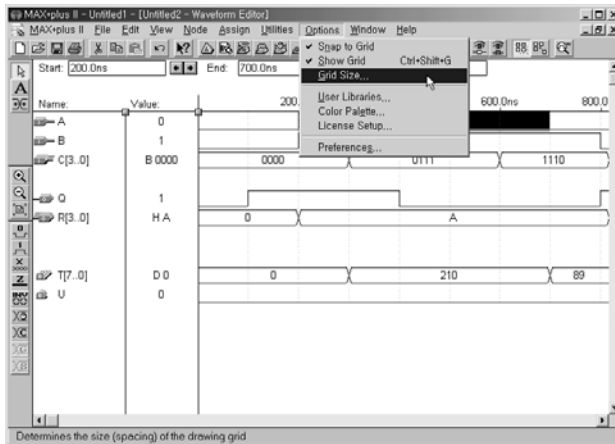 MAX+plus II - Untitled1 - [Untitled2 - Waveform Editor]
MAX+plus II File Edit View Node Assign Utilities Options Window Help
Start: 200.0ns End: 700.0ns
Snap to Grid
Show Grid Ctrl+Shift+G
Grid Size...
User Libraries...
Color Palette...
License Setup...
Preferences...
Name: Value: 200. 600.0ns 800.0
A 0
B 1
C[3..0] B 0000 0000 0111 1110
Q 1
R[3..0] H A 0 A
T[7..0] D 0 0 210 89
U 0
Determines the size (spacing) of the drawing grid